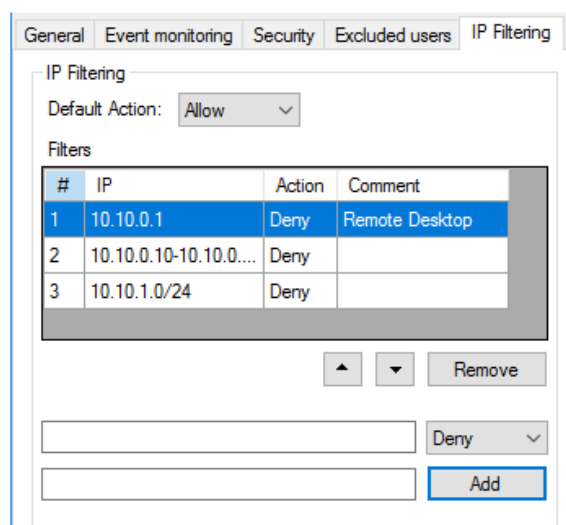 General Event monitoring Security Excluded users IP Filtering
IP Filtering
Default Action: Allow
Filters
# IP Action Comment
1 10.10.0.1 Deny Remote Desktop
2 10.10.0.10-10.10.0.... Deny
3 10.10.1.0/24 Deny
Remove
Deny
Add